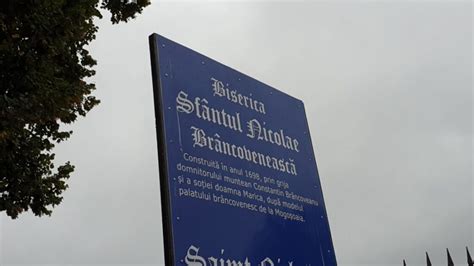 Biserica
Sfântul Nicolae
Brâncovenească
Construită în anul 1698, prin grija
domnitorului muntean Constantin Brâncoveanu
și a soției doamna Marica, după modelul
palatului brâncovenesc de la Mogoșoaia.
Saint